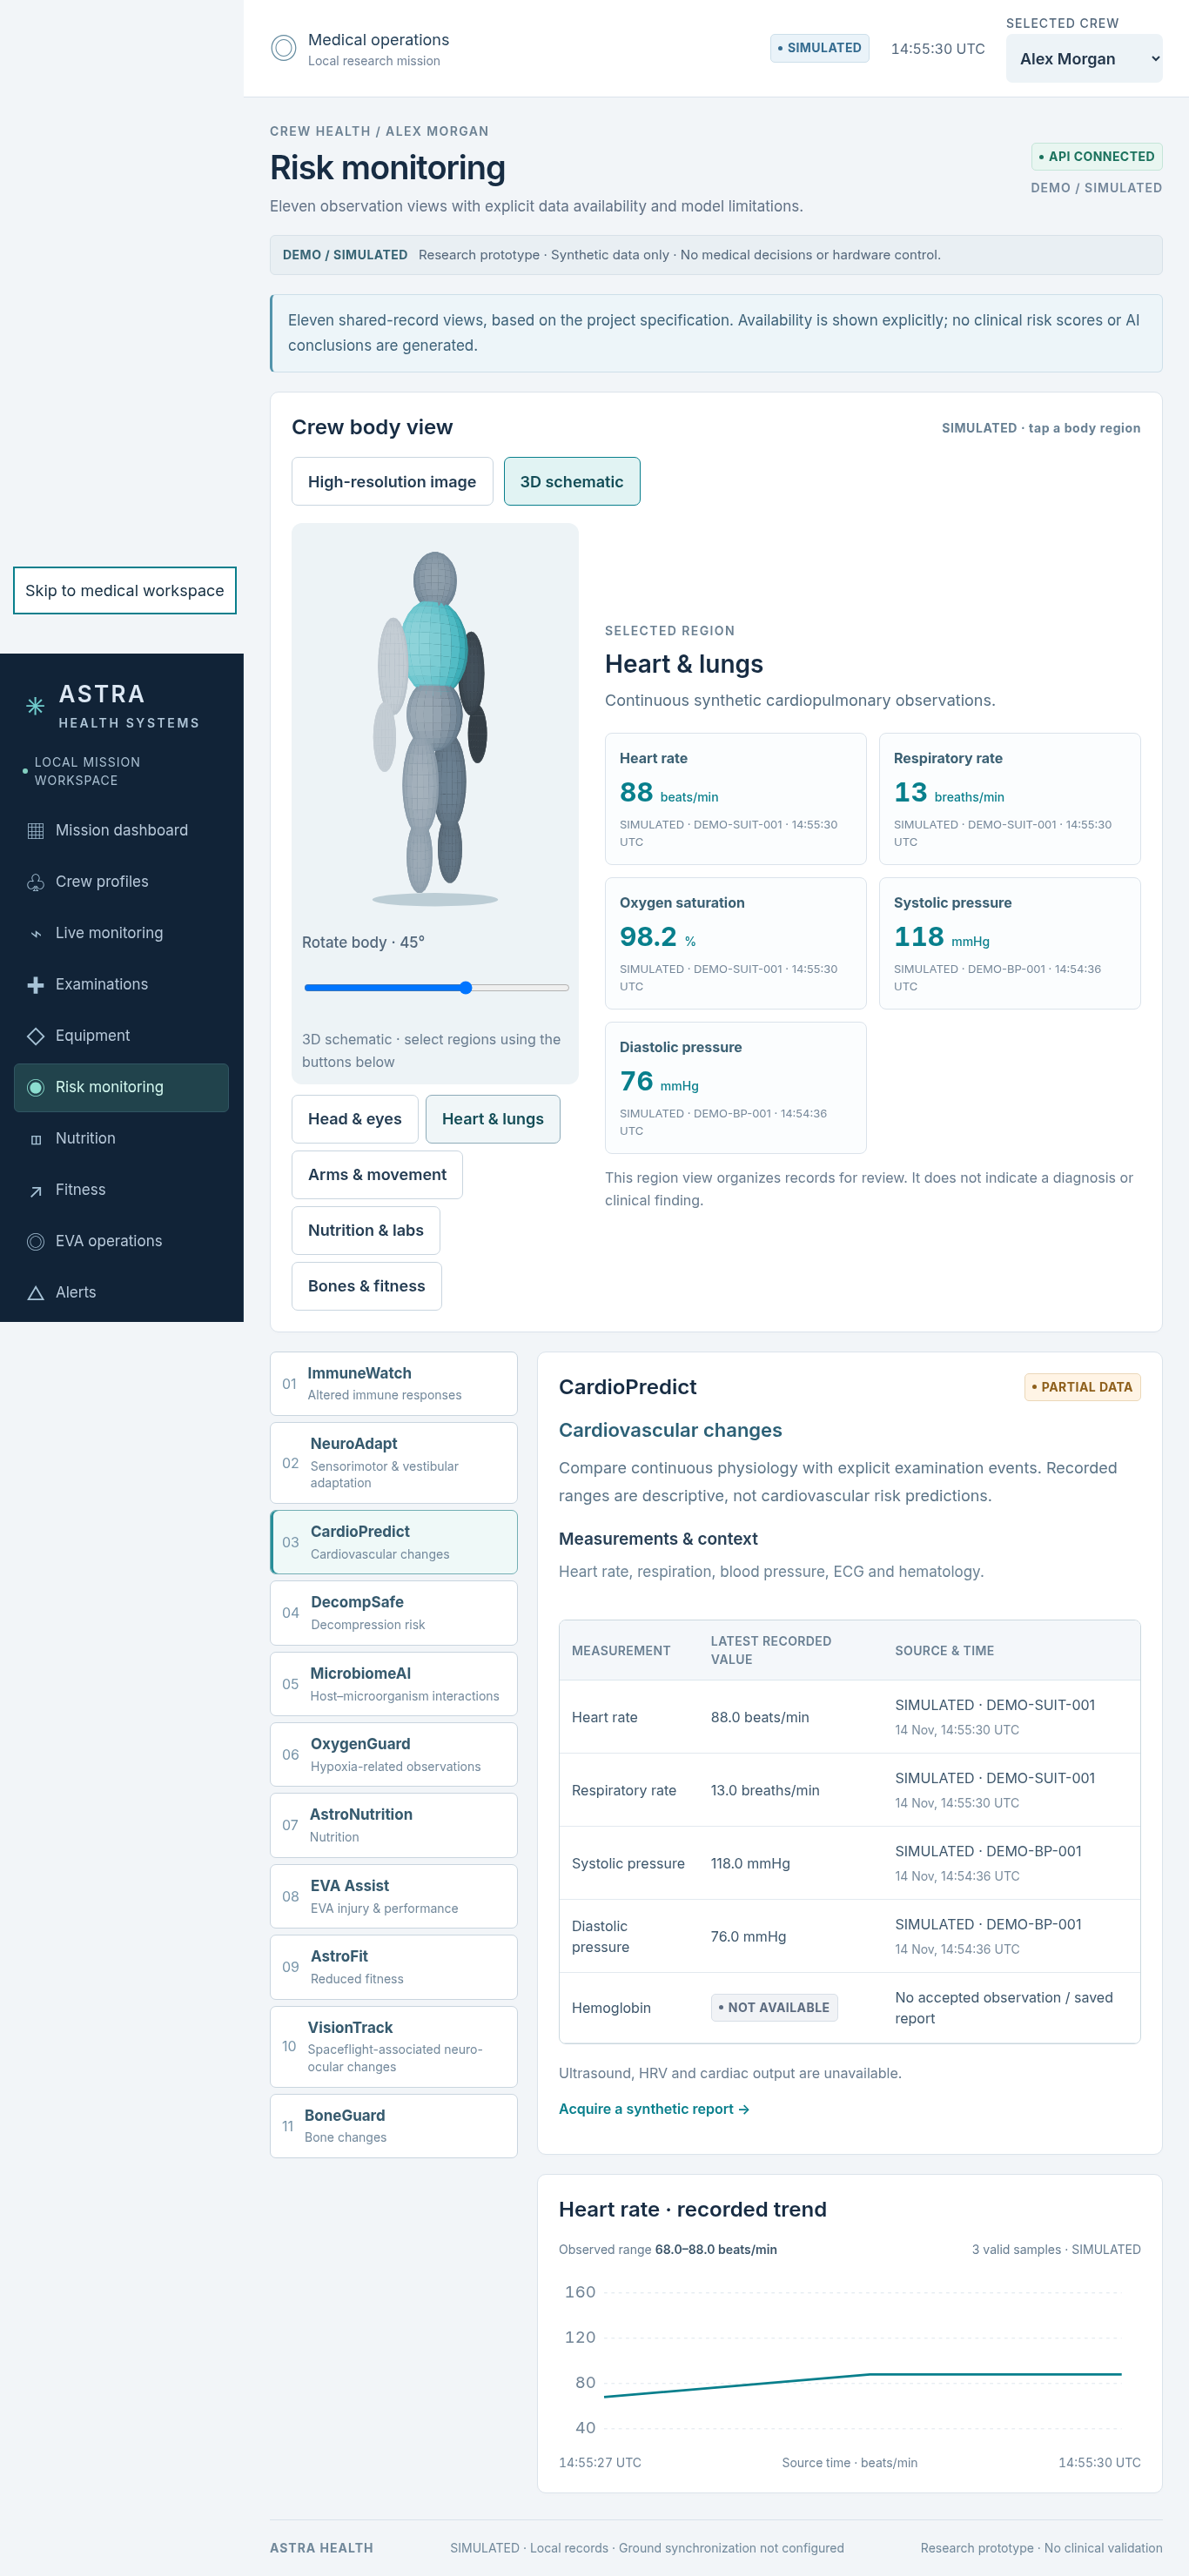 Medical operations
Local research mission
• SIMULATED
14:55:30 UTC
SELECTED CREW
Alex Morgan
CREW HEALTH / ALEX MORGAN
Risk monitoring
Eleven observation views with explicit data availability and model limitations.
• API CONNECTED
DEMO / SIMULATED
DEMO / SIMULATED Research prototype · Synthetic data only · No medical decisions or hardware control.
Eleven shared-record views, based on the project specification. Availability is shown explicitly; no clinical risk scores or AI
conclusions are generated.
Skip to medical workspace
ASTRA
HEALTH SYSTEMS
LOCAL MISSION
WORKSPACE
Mission dashboard
Crew profiles
Live monitoring
Examinations
Equipment
Risk monitoring
Nutrition
Fitness
EVA operations
Alerts
Crew body view
SIMULATED · tap a body region
High-resolution image
3D schematic
Rotate body · 45°
3D schematic · select regions using the
buttons below
Head & eyes
Heart & lungs
Arms & movement
Nutrition & labs
Bones & fitness
SELECTED REGION
Heart & lungs
Continuous synthetic cardiopulmonary observations.
Heart rate
88 beats/min
SIMULATED · DEMO-SUIT-001 · 14:55:30
UTC
Respiratory rate
13 breaths/min
SIMULATED · DEMO-SUIT-001 · 14:55:30
UTC
Oxygen saturation
98.2 %
SIMULATED · DEMO-SUIT-001 · 14:55:30
UTC
Systolic pressure
118 mmHg
SIMULATED · DEMO-BP-001 · 14:54:36
UTC
Diastolic pressure
76 mmHg
SIMULATED · DEMO-BP-001 · 14:54:36
UTC
This region view organizes records for review. It does not indicate a diagnosis or
clinical finding.
01 ImmuneWatch
Altered immune responses
02 NeuroAdapt
Sensorimotor & vestibular
adaptation
03 CardioPredict
Cardiovascular changes
04 DecompSafe
Decompression risk
05 MicrobiomeAI
Host–microorganism interactions
06 OxygenGuard
Hypoxia-related observations
07 AstroNutrition
Nutrition
08 EVA Assist
EVA injury & performance
09 AstroFit
Reduced fitness
10 VisionTrack
Spaceflight-associated neuro-
ocular changes
11 BoneGuard
Bone changes
CardioPredict
• PARTIAL DATA
Cardiovascular changes
Compare continuous physiology with explicit examination events. Recorded
ranges are descriptive, not cardiovascular risk predictions.
Measurements & context
Heart rate, respiration, blood pressure, ECG and hematology.
MEASUREMENT
LATEST RECORDED
VALUE
SOURCE & TIME
Heart rate
88.0 beats/min
SIMULATED · DEMO-SUIT-001
14 Nov, 14:55:30 UTC
Respiratory rate
13.0 breaths/min
SIMULATED · DEMO-SUIT-001
14 Nov, 14:55:30 UTC
Systolic pressure
118.0 mmHg
SIMULATED · DEMO-BP-001
14 Nov, 14:54:36 UTC
Diastolic
pressure
76.0 mmHg
SIMULATED · DEMO-BP-001
14 Nov, 14:54:36 UTC
Hemoglobin
• NOT AVAILABLE
No accepted observation / saved
report
Ultrasound, HRV and cardiac output are unavailable.
Acquire a synthetic report →
Heart rate · recorded trend
Observed range 68.0–88.0 beats/min
3 valid samples · SIMULATED
160
120
80
40
14:55:27 UTC
Source time · beats/min
14:55:30 UTC
ASTRA HEALTH
SIMULATED · Local records · Ground synchronization not configured
Research prototype · No clinical validation